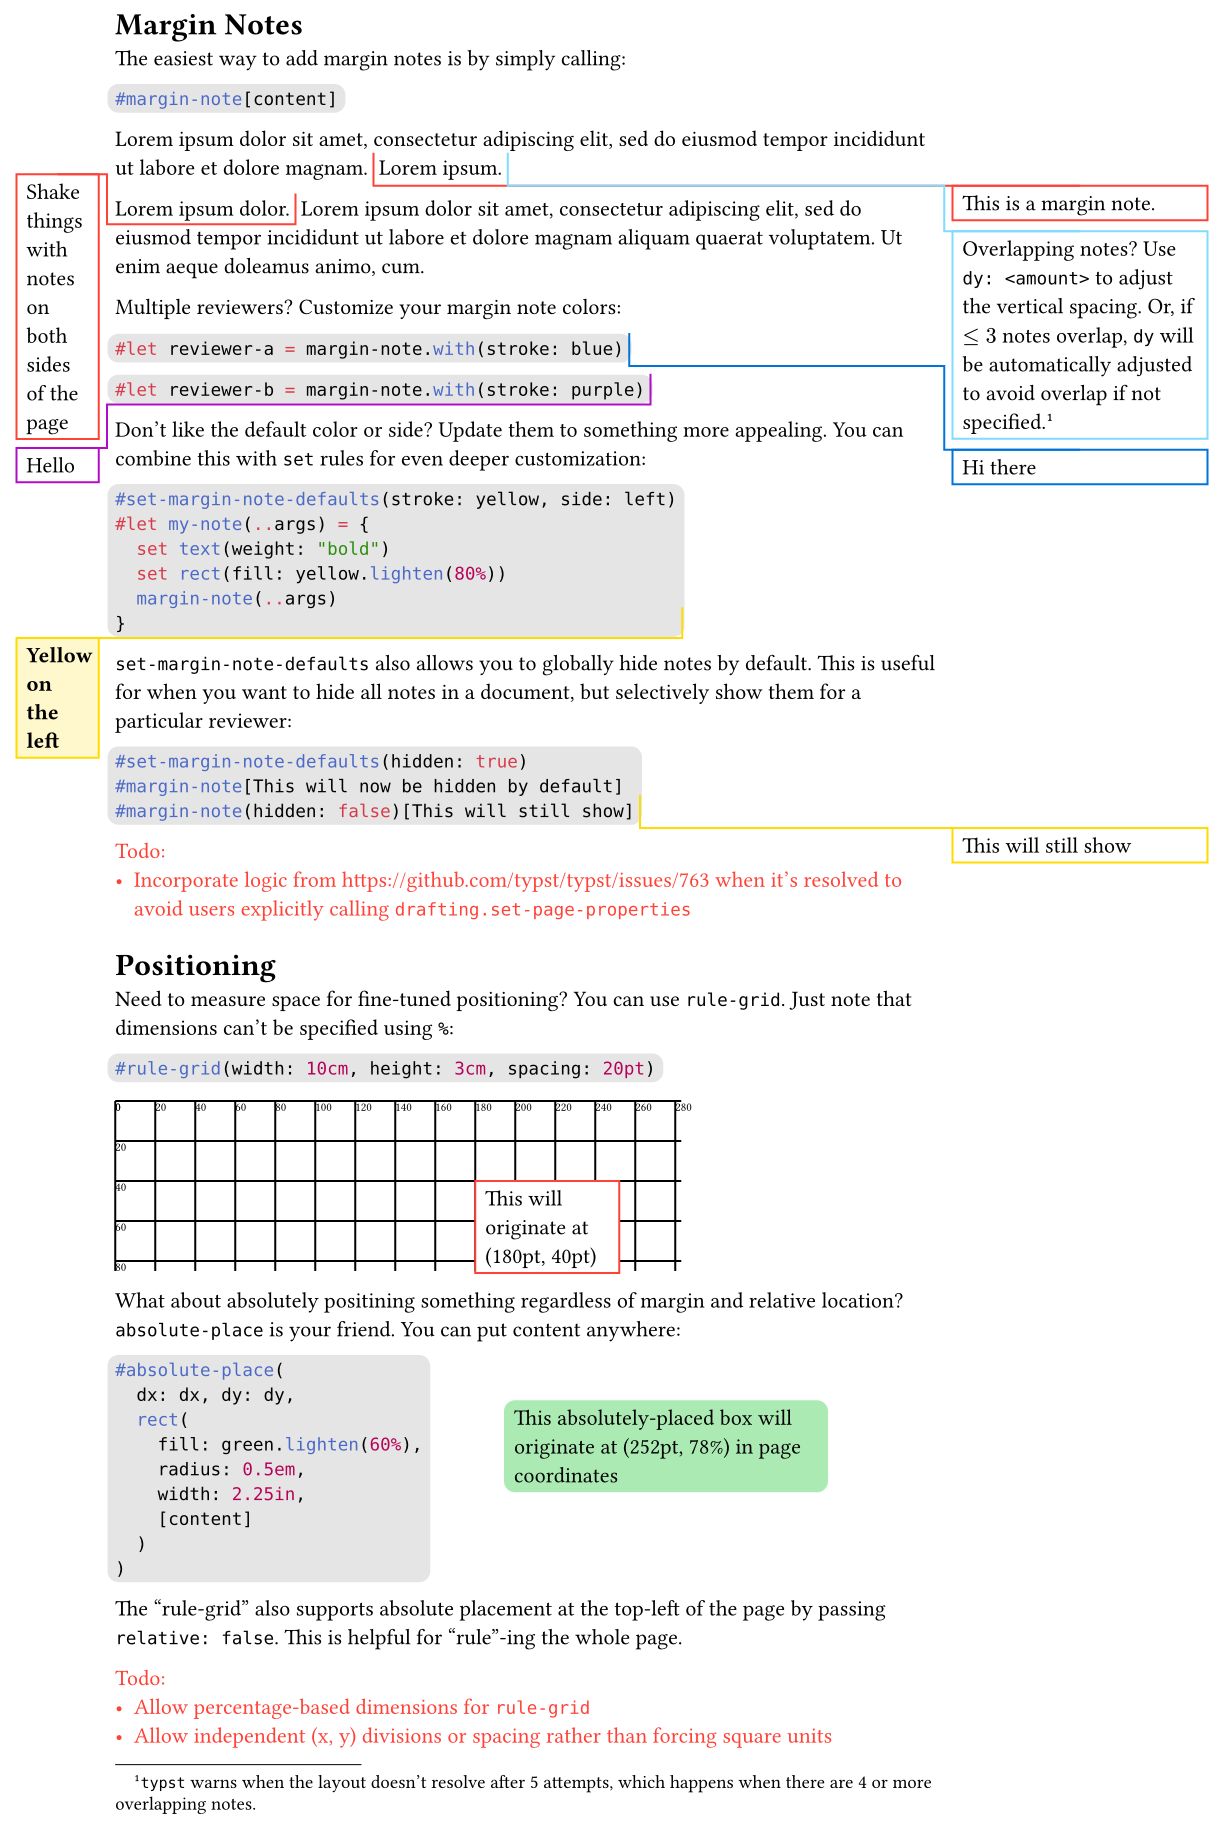 Margin Notes
The easiest way to add margin notes is by simply calling:
#margin-note[content]
Lorem ipsum dolor sit amet, consectetur adipiscing elit, sed do eiusmod tempor incididunt
ut labore et dolore magnam. Lorem ipsum.
Lorem ipsum dolor. Lorem ipsum dolor sit amet, consectetur adipiscing elit, sed do
eiusmod tempor incididunt ut labore et dolore magnam aliquam quaerat voluptatem. Ut
enim aeque doleamus animo, cum.
Shake
things
with
notes
on
both
sides
of the
page
This is a margin note.
Overlapping notes? Use
dy: <amount> to adjust
the vertical spacing. Or, if
≤ 3 notes overlap, dy will
be automatically adjusted
to avoid overlap if not
specified.¹
Multiple reviewers? Customize your margin note colors:
#let reviewer-a = margin-note.with(stroke: blue)
#let reviewer-b = margin-note.with(stroke: purple)
Hello
Hi there
Don’t like the default color or side? Update them to something more appealing. You can
combine this with set rules for even deeper customization:
#set-margin-note-defaults(stroke: yellow, side: left)
#let my-note(..args) = {
  set text(weight: "bold")
  set rect(fill: yellow.lighten(80%))
  margin-note(..args)
}
Yellow
on
the
left
set-margin-note-defaults also allows you to globally hide notes by default. This is useful
for when you want to hide all notes in a document, but selectively show them for a
particular reviewer:
#set-margin-note-defaults(hidden: true)
#margin-note[This will now be hidden by default]
#margin-note(hidden: false)[This will still show]
This will still show
Todo:
• Incorporate logic from https://github.com/typst/typst/issues/763 when it’s resolved to
avoid users explicitly calling drafting.set-page-properties
Positioning
Need to measure space for fine-tuned positioning? You can use rule-grid. Just note that
dimensions can’t be specified using %:
#rule-grid(width: 10cm, height: 3cm, spacing: 20pt)
0 20 40 60 80 100 120 140 160 180 200 220 240 260 280
20
40
60
80
This will
originate at
(180pt, 40pt)
What about absolutely positining something regardless of margin and relative location?
absolute-place is your friend. You can put content anywhere:
#absolute-place(
  dx: dx, dy: dy,
  rect(
    fill: green.lighten(60%),
    radius: 0.5em,
    width: 2.25in,
    [content]
  )
)
This absolutely-placed box will
originate at (252pt, 78%) in page
coordinates
The “rule-grid” also supports absolute placement at the top-left of the page by passing
relative: false. This is helpful for “rule”-ing the whole page.
Todo:
• Allow percentage-based dimensions for rule-grid
• Allow independent (x, y) divisions or spacing rather than forcing square units
¹typst warns when the layout doesn’t resolve after 5 attempts, which happens when there are 4 or more
overlapping notes.